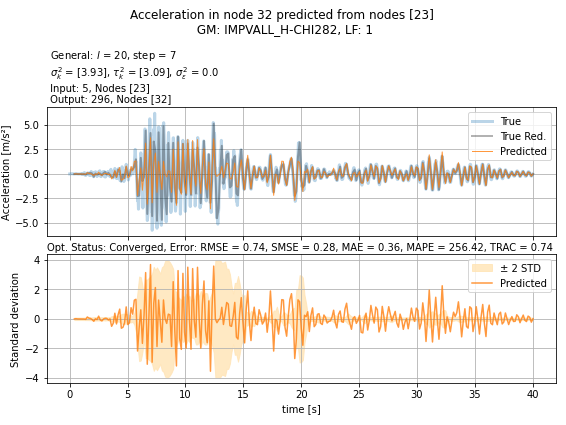 Acceleration in node 32 predicted from nodes [23]
GM: IMPVALL_H-CHI282, LF: 1
General: l = 20, step = 7
σ²ₖ = [3.93], τ²ₖ = [3.09], σ²ε = 0.0
Input: 5, Nodes [23]
Output: 296, Nodes [32]
Acceleration [m/s²]
5.0
2.5
0.0
−2.5
−5.0
True
True Red.
Predicted
Opt. Status: Converged, Error: RMSE = 0.74, SMSE = 0.28, MAE = 0.36, MAPE = 256.42, TRAC = 0.74
Standard deviation
4
2
0
−2
−4
± 2 STD
Predicted
0 5 10 15 20 25 30 35 40
time [s]